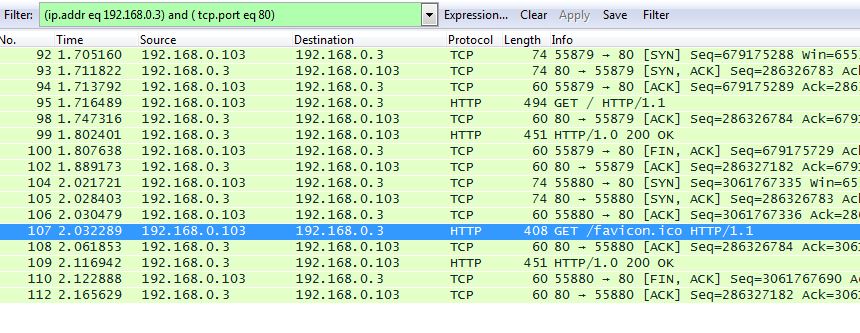 Filter: (ip.addr eq 192.168.0.3) and ( tcp.port eq 80) Expression... Clear Apply Save Filter
No. Time Source Destination Protocol Length Info
92 1.705160 192.168.0.103 192.168.0.3 TCP 74 55879 → 80 [SYN] Seq=679175288 Win=655
93 1.711822 192.168.0.3 192.168.0.103 TCP 74 80 → 55879 [SYN, ACK] Seq=286326783 Ack=679
94 1.713792 192.168.0.103 192.168.0.3 TCP 60 55879 → 80 [ACK] Seq=679175289 Ack=286
95 1.716489 192.168.0.103 192.168.0.3 HTTP 494 GET / HTTP/1.1
98 1.747316 192.168.0.3 192.168.0.103 TCP 60 80 → 55879 [ACK] Seq=286326784 Ack=679
99 1.802401 192.168.0.3 192.168.0.103 HTTP 451 HTTP/1.0 200 OK
100 1.807638 192.168.0.103 192.168.0.3 TCP 60 55879 → 80 [FIN, ACK] Seq=679175729 Ack
102 1.889173 192.168.0.3 192.168.0.103 TCP 60 80 → 55879 [ACK] Seq=286327182 Ack=679
104 2.021721 192.168.0.103 192.168.0.3 TCP 74 55880 → 80 [SYN] Seq=3061767335 Win=65
105 2.028403 192.168.0.3 192.168.0.103 TCP 74 80 → 55880 [SYN, ACK] Seq=286326783 Ac
106 2.030479 192.168.0.103 192.168.0.3 TCP 60 55880 → 80 [ACK] Seq=3061767336 Ack=28
107 2.032289 192.168.0.103 192.168.0.3 HTTP 408 GET /favicon.ico HTTP/1.1
108 2.061853 192.168.0.3 192.168.0.103 TCP 60 80 → 55880 [ACK] Seq=286326784 Ack=306
109 2.116942 192.168.0.3 192.168.0.103 HTTP 451 HTTP/1.0 200 OK
110 2.122888 192.168.0.103 192.168.0.3 TCP 60 55880 → 80 [FIN, ACK] Seq=3061767690 A
112 2.165629 192.168.0.3 192.168.0.103 TCP 60 80 → 55880 [ACK] Seq=286327182 Ack=306